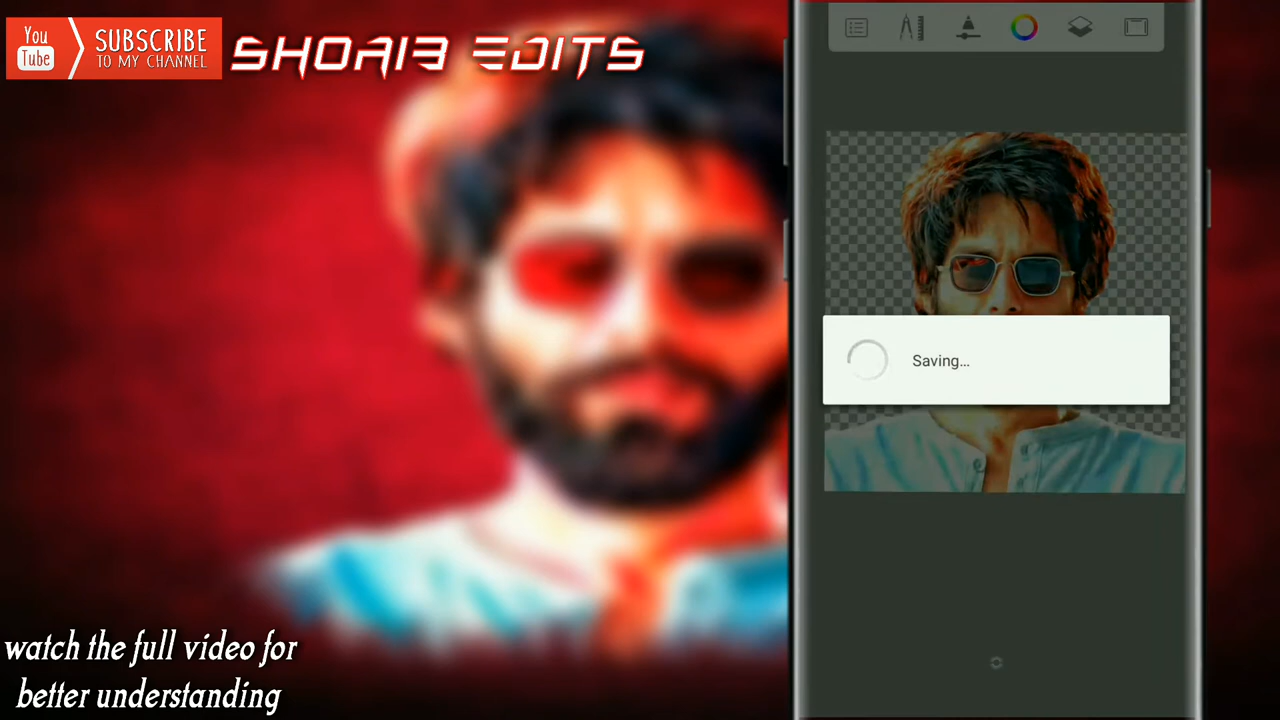 You
Tube
SUBSCRIBE
TO MY CHANNEL
SHOAIB EDITS
Saving...
watch the full video for
better understanding